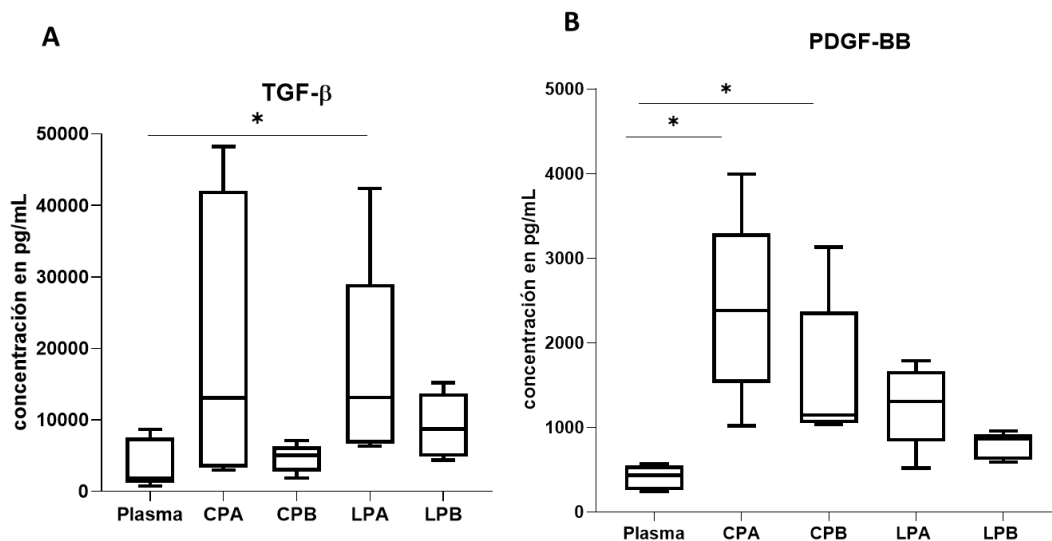 A
TGF-β
*
concentración en pg/mL
50000
40000
30000
20000
10000
0
Plasma CPA CPB LPA LPB
B
PDGF-BB
*
*
concentración en pg/mL
5000
4000
3000
2000
1000
0
Plasma CPA CPB LPA LPB